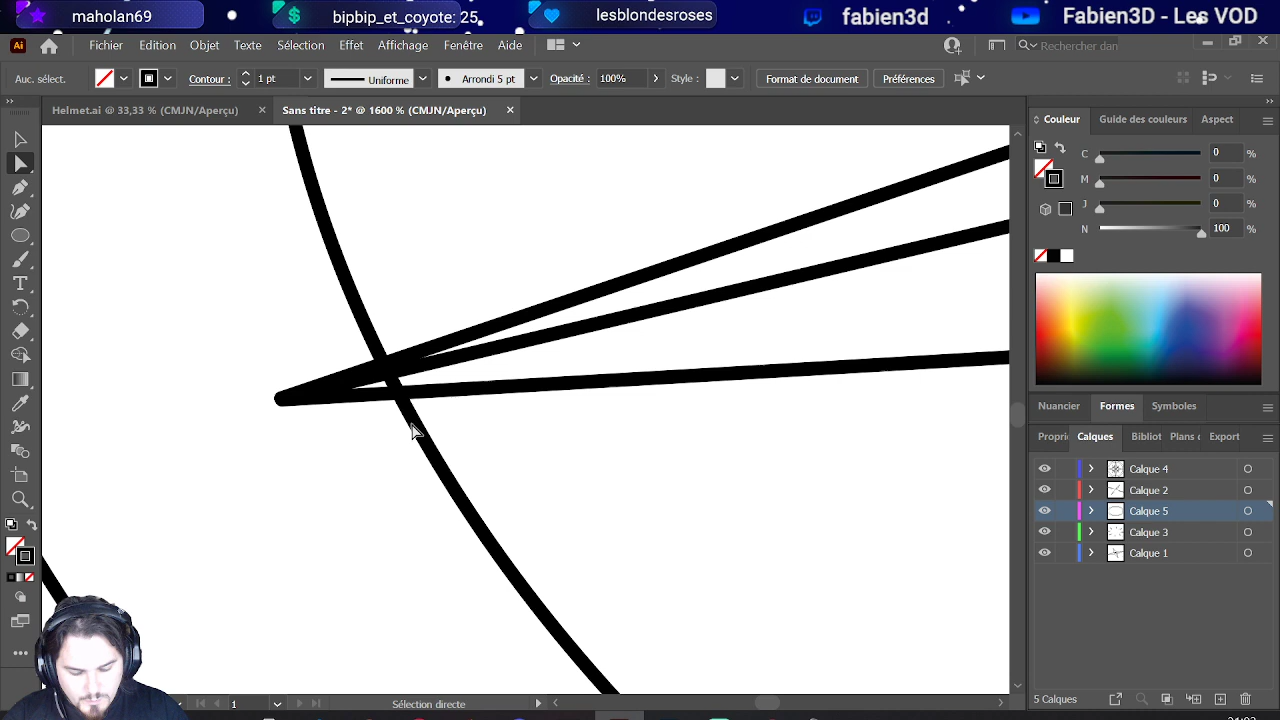 maholan69
bipbip_et_coyote: 25
lesblondesroses
fabien3d
Fabien3D - Les VOD
Ai
Fichier Edition Objet Texte Sélection Effet Affichage Fenêtre Aide
Rechercher dan
Auc. sélect.
Contour :
1 pt
Uniforme
Arrondi 5 pt
Opacité :
100%
Style :
Format de document
Préférences
Helmet.ai @ 33,33 % (CMJN/Aperçu)
Sans titre - 2* @ 1600 % (CMJN/Aperçu)
Couleur
Guide des couleurs
Aspect
C 0 %
M 0 %
J 0 %
N 100 %
Nuancier
Formes
Symboles
Propri
Calques
Bibliot
Plans d
Export
Calque 4
Calque 2
Calque 5
Calque 3
Calque 1
1
Sélection directe
5 Calques